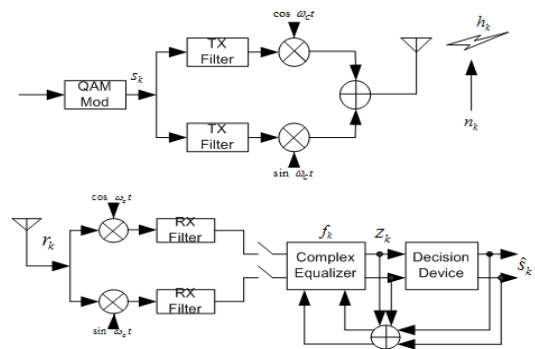 cos ω_c t
h_k
TX
Filter
QAM
Mod
s_k
n_k
TX
Filter
sin ω_c t
cos ω_c t
r_k
RX
Filter
f_k
z_k
Complex
Equalizer
Decision
Device
ŝ_k
RX
Filter
sin ω_c t